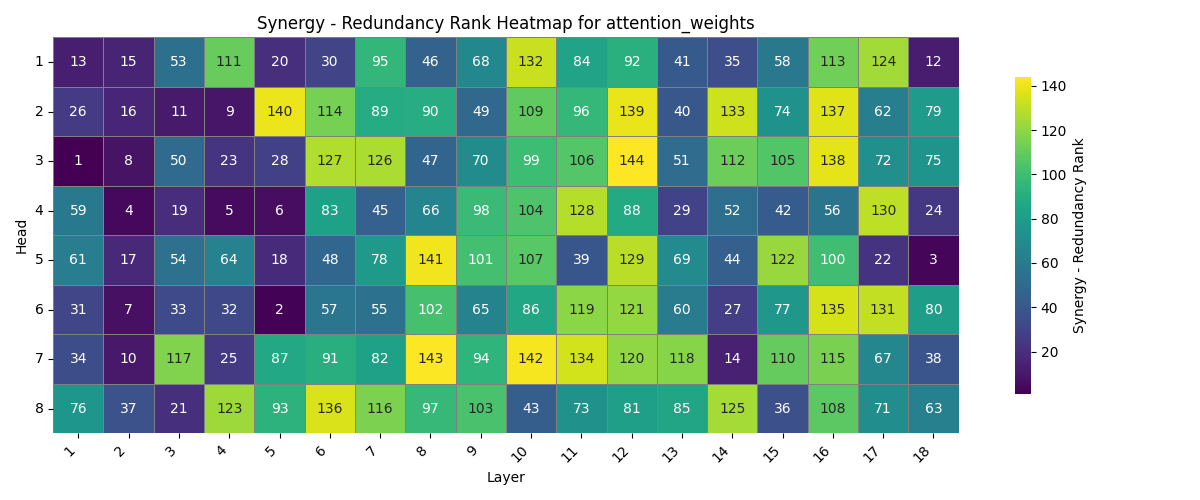 Synergy - Redundancy Rank Heatmap for attention_weights
Head
1 13 15 53 111 20 30 95 46 68 132 84 92 41 35 58 113 124 12
2 26 16 11 9 140 114 89 90 49 109 96 139 40 133 74 137 62 79
3 1 8 50 23 28 127 126 47 70 99 106 144 51 112 105 138 72 75
4 59 4 19 5 6 83 45 66 98 104 128 88 29 52 42 56 130 24
5 61 17 54 64 18 48 78 141 101 107 39 129 69 44 122 100 22 3
6 31 7 33 32 2 57 55 102 65 86 119 121 60 27 77 135 131 80
7 34 10 117 25 87 91 82 143 94 142 134 120 118 14 110 115 67 38
8 76 37 21 123 93 136 116 97 103 43 73 81 85 125 36 108 71 63
1 2 3 4 5 6 7 8 9 10 11 12 13 14 15 16 17 18
Layer
140
120
100
80
60
40
20
Synergy - Redundancy Rank